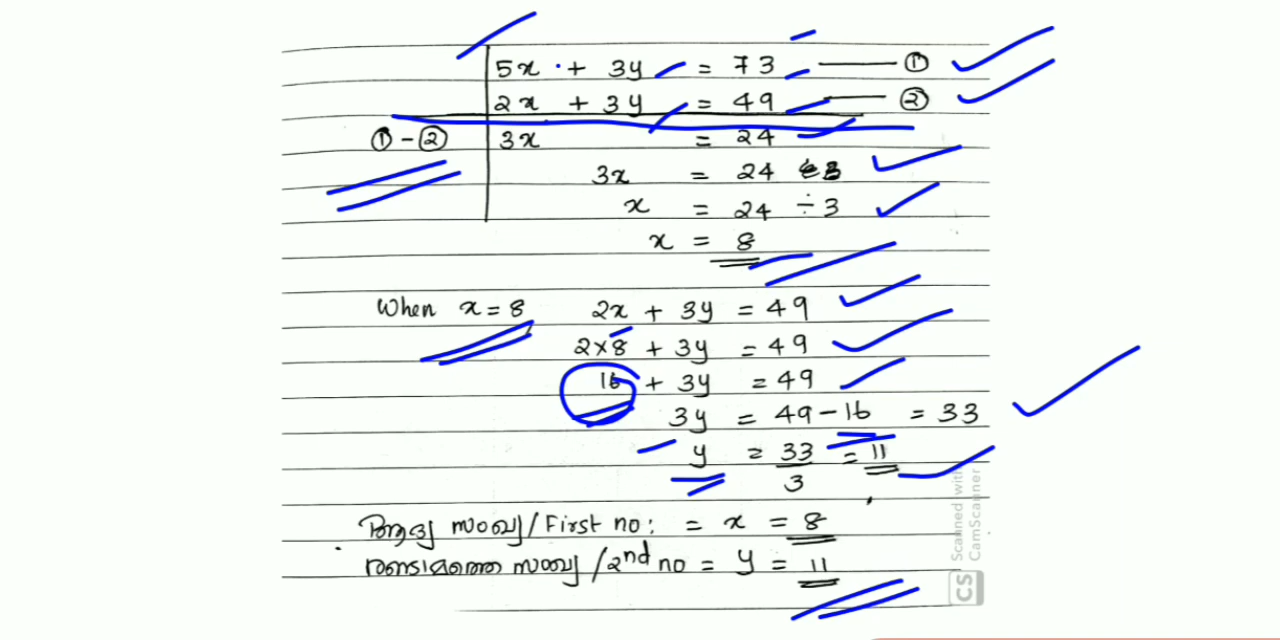 5x + 3y = 73 ①
2x + 3y = 49 ②
① - ② 3x = 24
3x = 24
x = 24 ÷ 3
x = 8
When x = 8 2x + 3y = 49
2×8 + 3y = 49
16 + 3y = 49
3y = 49 - 16 = 33
y = 33/3 = 11
ആദ്യ സംഖ്യ/First no: = x = 8
രണ്ടാമത്തെ സംഖ്യ/2nd no = y = 11
Scanned with
CamScanner
CS